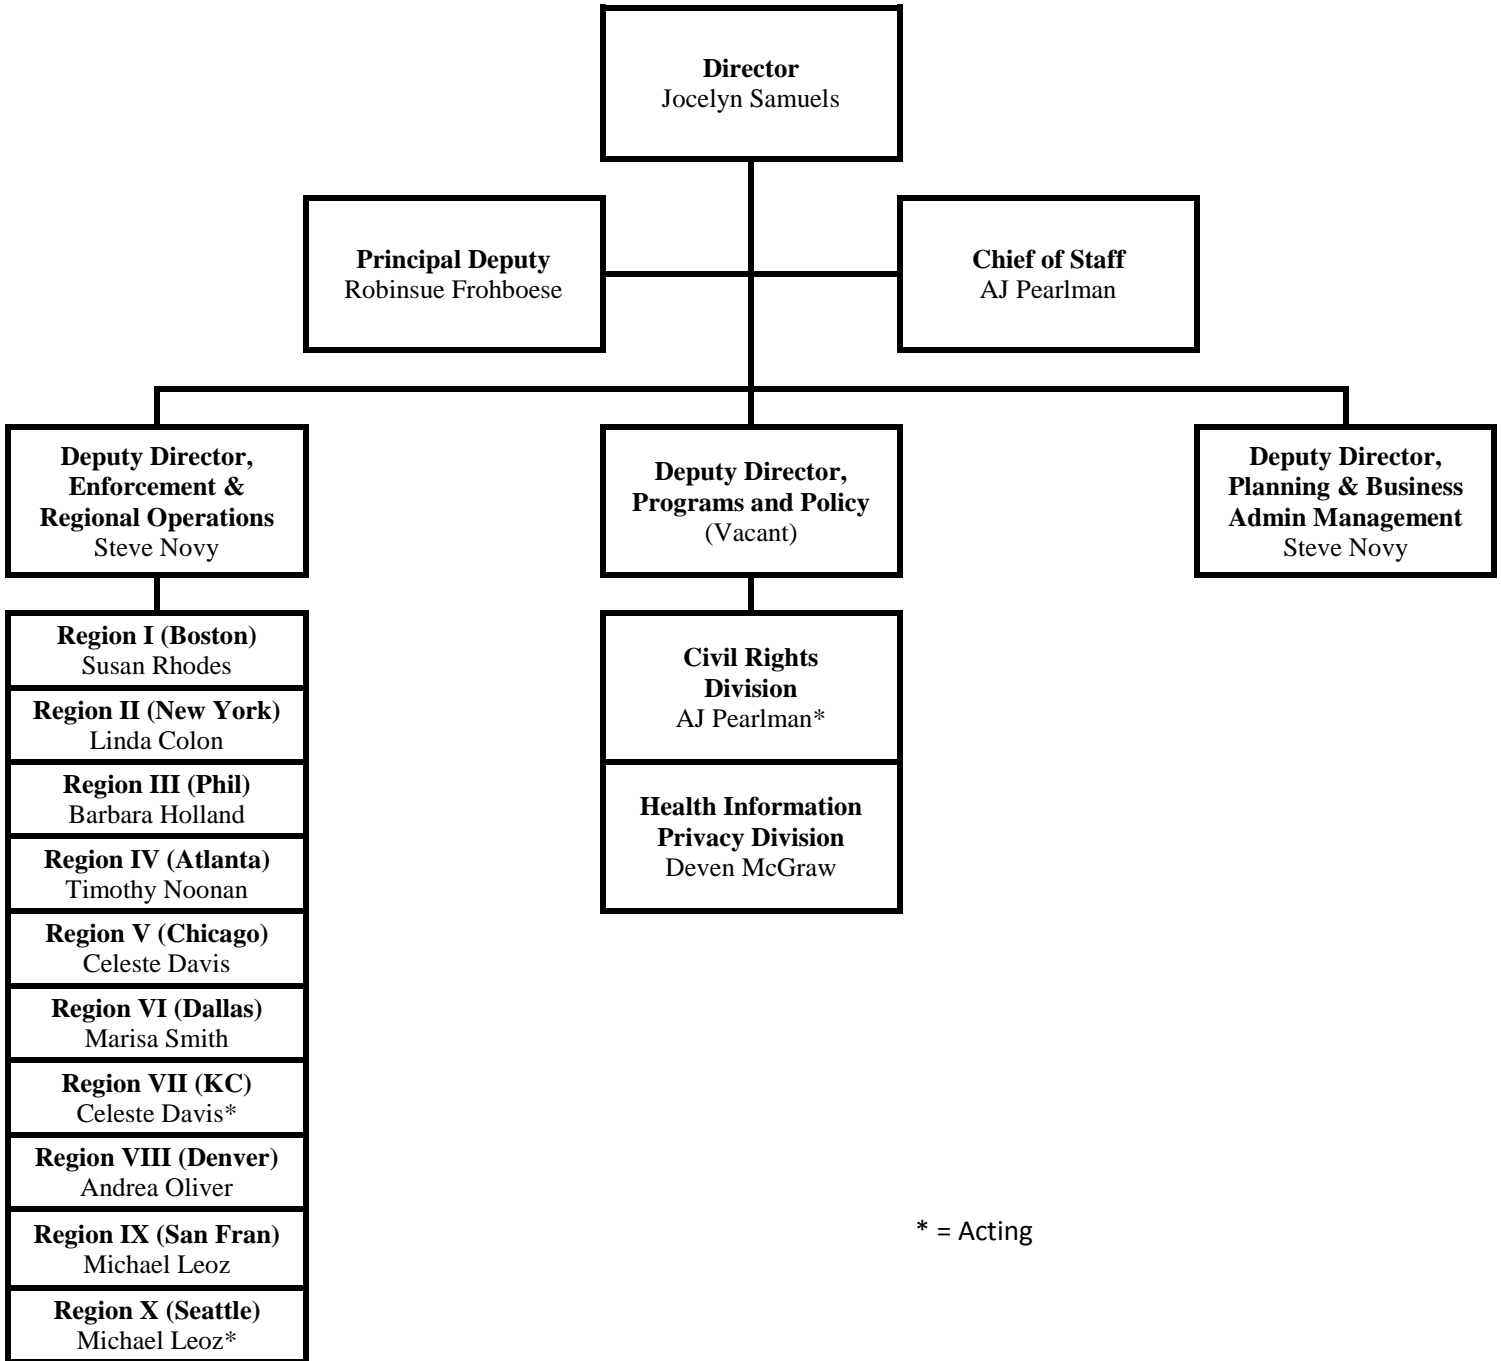 Director
Jocelyn Samuels
Principal Deputy
Robinsue Frohboese
Chief of Staff
AJ Pearlman
Deputy Director,
Enforcement &
Regional Operations
Steve Novy
Deputy Director,
Programs and Policy
(Vacant)
Deputy Director,
Planning & Business
Admin Management
Steve Novy
Region I (Boston)
Susan Rhodes
Region II (New York)
Linda Colon
Region III (Phil)
Barbara Holland
Region IV (Atlanta)
Timothy Noonan
Region V (Chicago)
Celeste Davis
Region VI (Dallas)
Marisa Smith
Region VII (KC)
Celeste Davis*
Region VIII (Denver)
Andrea Oliver
Region IX (San Fran)
Michael Leoz
Region X (Seattle)
Michael Leoz*
Civil Rights
Division
AJ Pearlman*
Health Information
Privacy Division
Deven McGraw
* = Acting